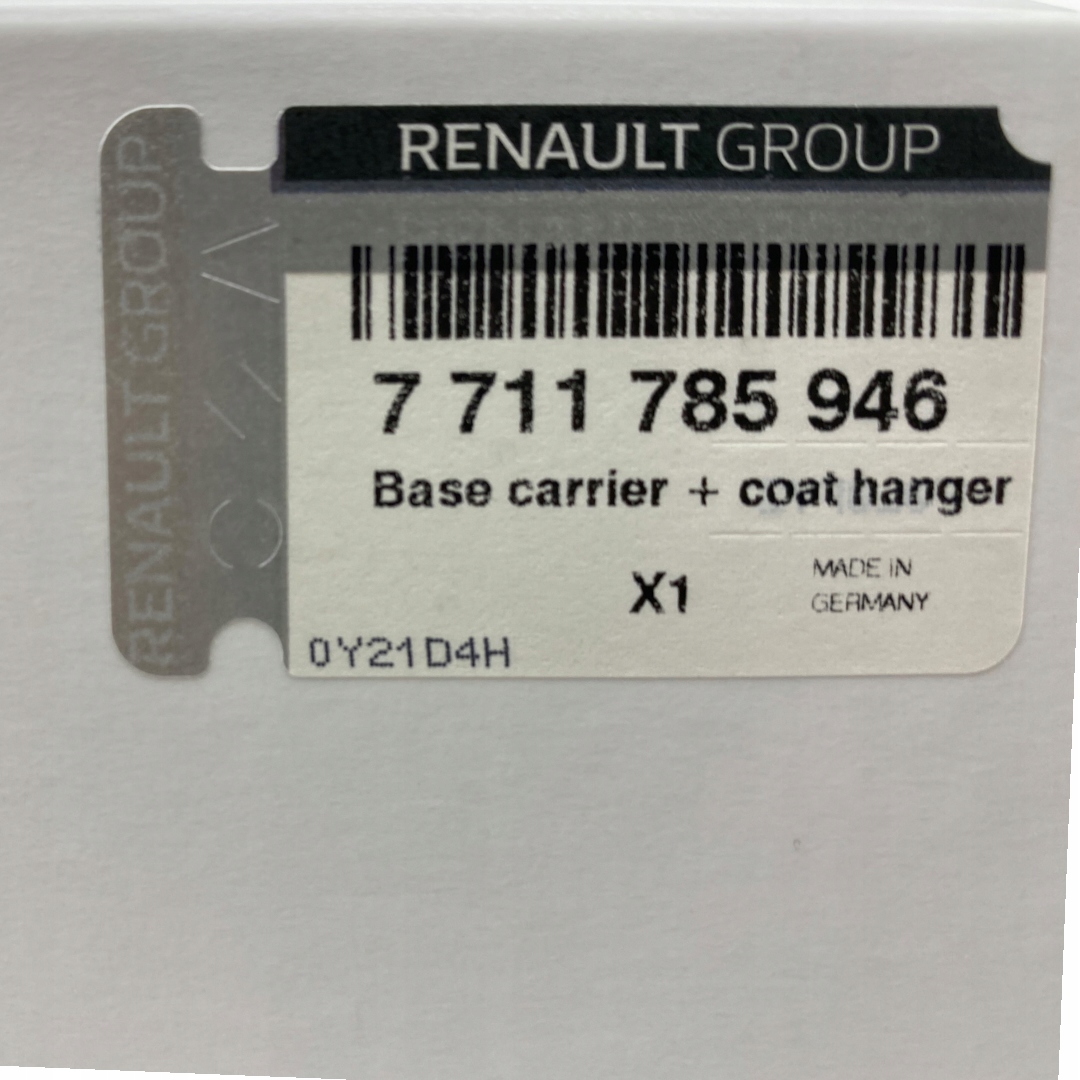 RENAULT GROUP
RENAULT GROUP
7 711 785 946
Base carrier + coat hanger
X1
MADE IN
GERMANY
0Y21D4H